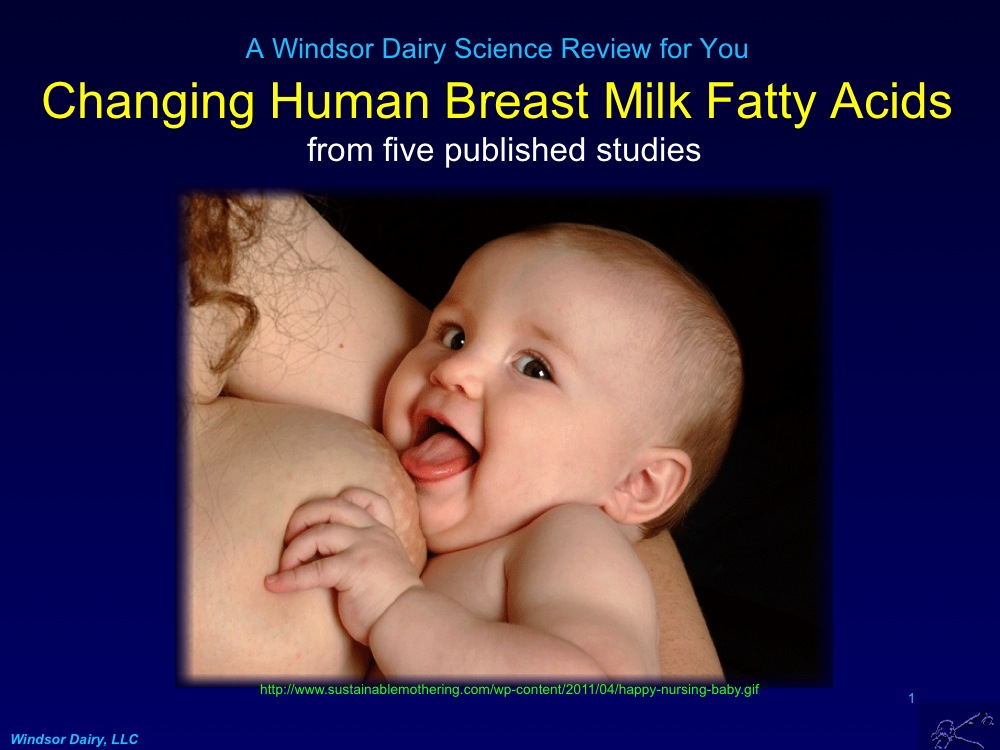 A Windsor Dairy Science Review for You
Changing Human Breast Milk Fatty Acids
from five published studies
http://www.sustainablemothering.com/wp-content/2011/04/happy-nursing-baby.gif
1
Windsor Dairy, LLC